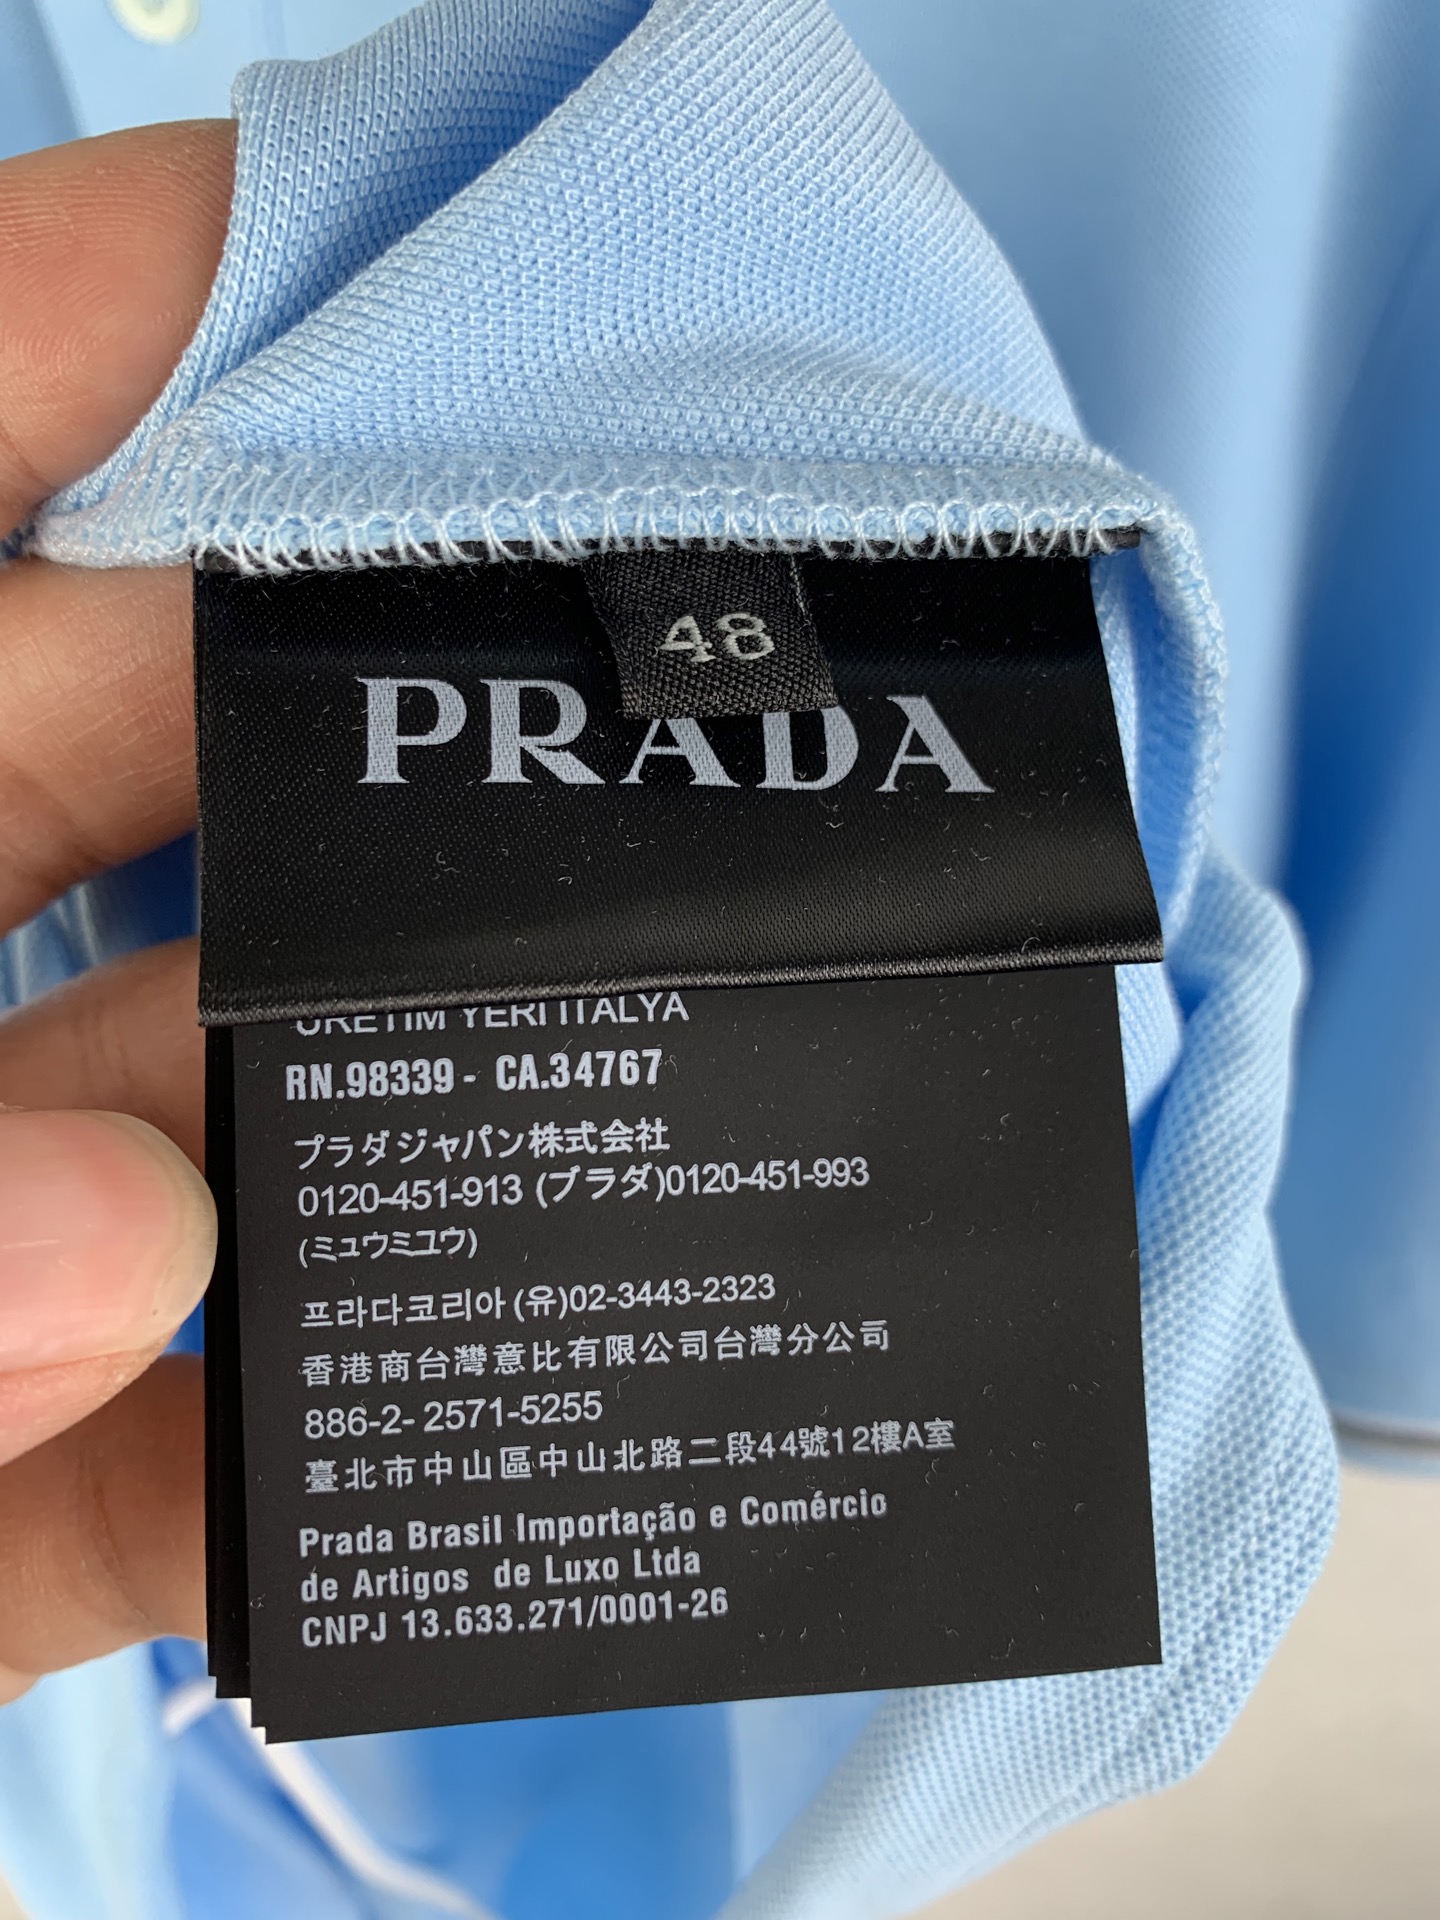 48
PRADA
ÜRETİM YERİ İTALYA
RN.98339 - CA.34767
プラダジャパン株式会社
0120-451-913 (プラダ)0120-451-993
(ミュウミュウ)
프라다코리아 (유)02-3443-2323
香港商台灣意比有限公司台灣分公司
886-2- 2571-5255
臺北市中山區中山北路二段44號12樓A室
Prada Brasil Importação e Comércio
de Artigos de Luxo Ltda
CNPJ 13.633.271/0001-26